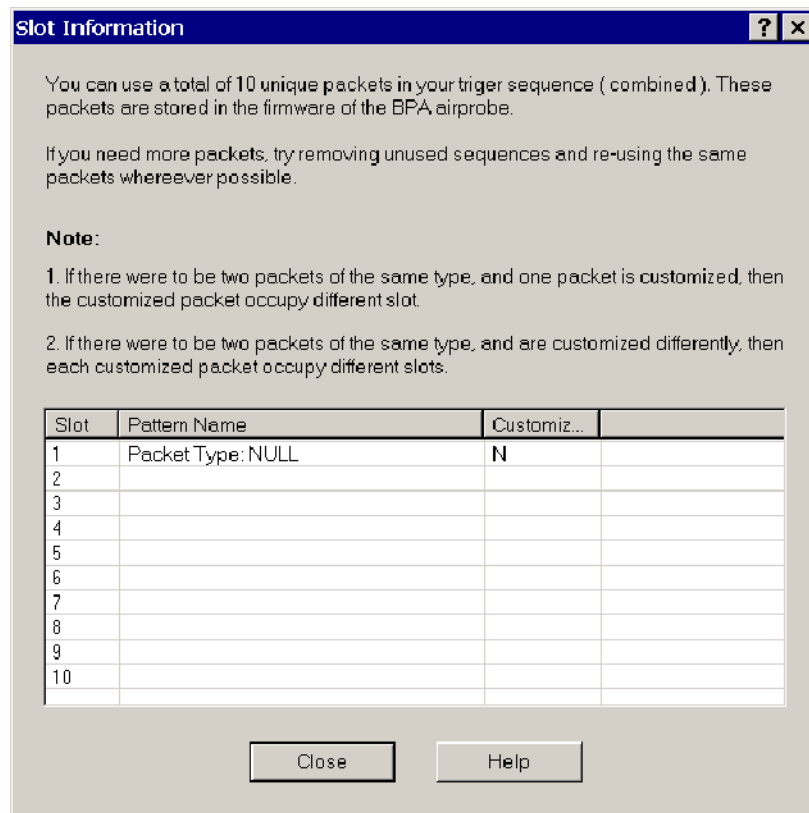 Slot Information
You can use a total of 10 unique packets in your triger sequence ( combined ). These
packets are stored in the firmware of the BPA airprobe.
If you need more packets, try removing unused sequences and re-using the same
packets whereever possible.
Note:
1. If there were to be two packets of the same type, and one packet is customized, then
the customized packet occupy different slot.
2. If there were to be two packets of the same type, and are customized differently, then
each customized packet occupy different slots.
Slot Pattern Name Customiz...
1 Packet Type: NULL N
2
3
4
5
6
7
8
9
10
Close Help